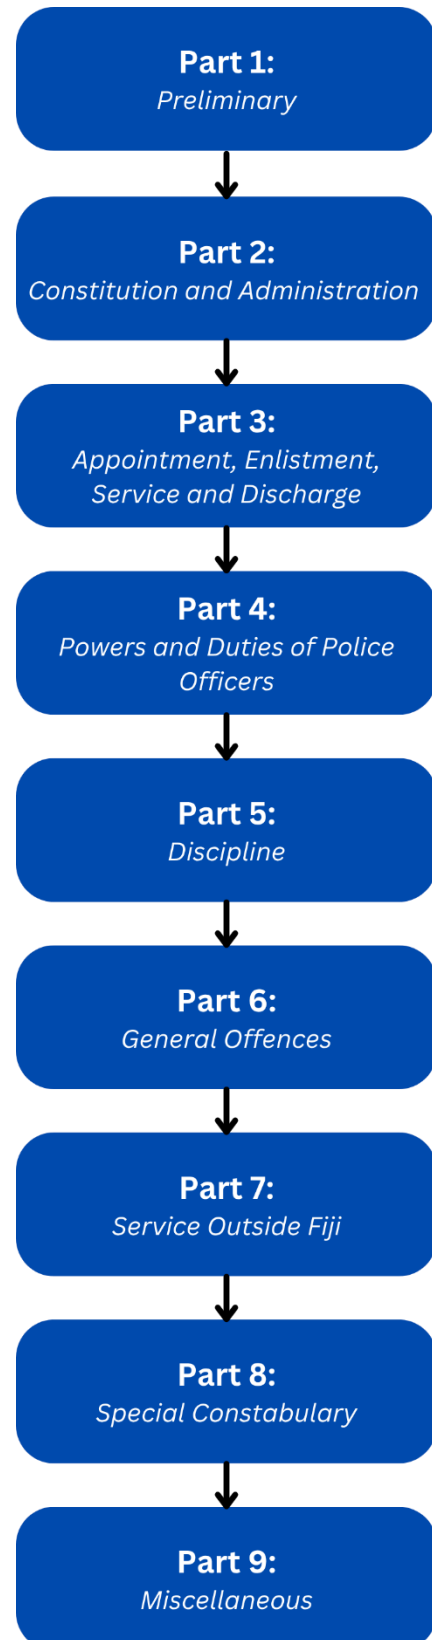 Part 1:
Preliminary
Part 2:
Constitution and Administration
Part 3:
Appointment, Enlistment,
Service and Discharge
Part 4:
Powers and Duties of Police
Officers
Part 5:
Discipline
Part 6:
General Offences
Part 7:
Service Outside Fiji
Part 8:
Special Constabulary
Part 9:
Miscellaneous